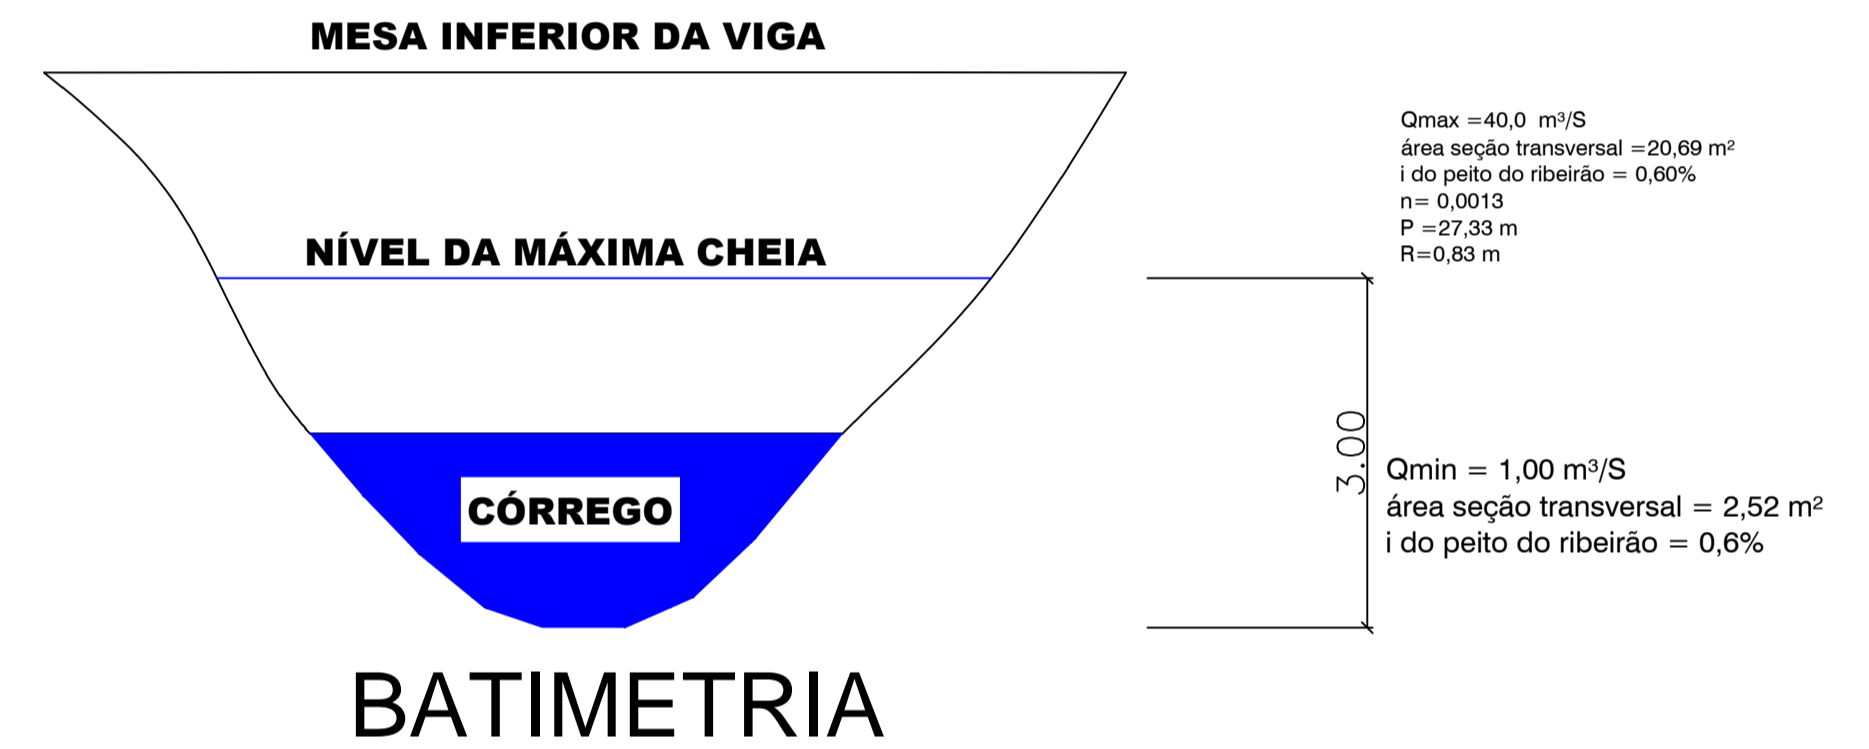 MESA INFERIOR DA VIGA
Qmax =40,0 m³/S
área seção transversal =20,69 m²
i do peito do ribeirão = 0,60%
n= 0,0013
P =27,33 m
R=0,83 m
NÍVEL DA MÁXIMA CHEIA
3.00
Qmin = 1,00 m³/S
área seção transversal = 2,52 m²
i do peito do ribeirão = 0,6%
CÓRREGO
BATIMETRIA